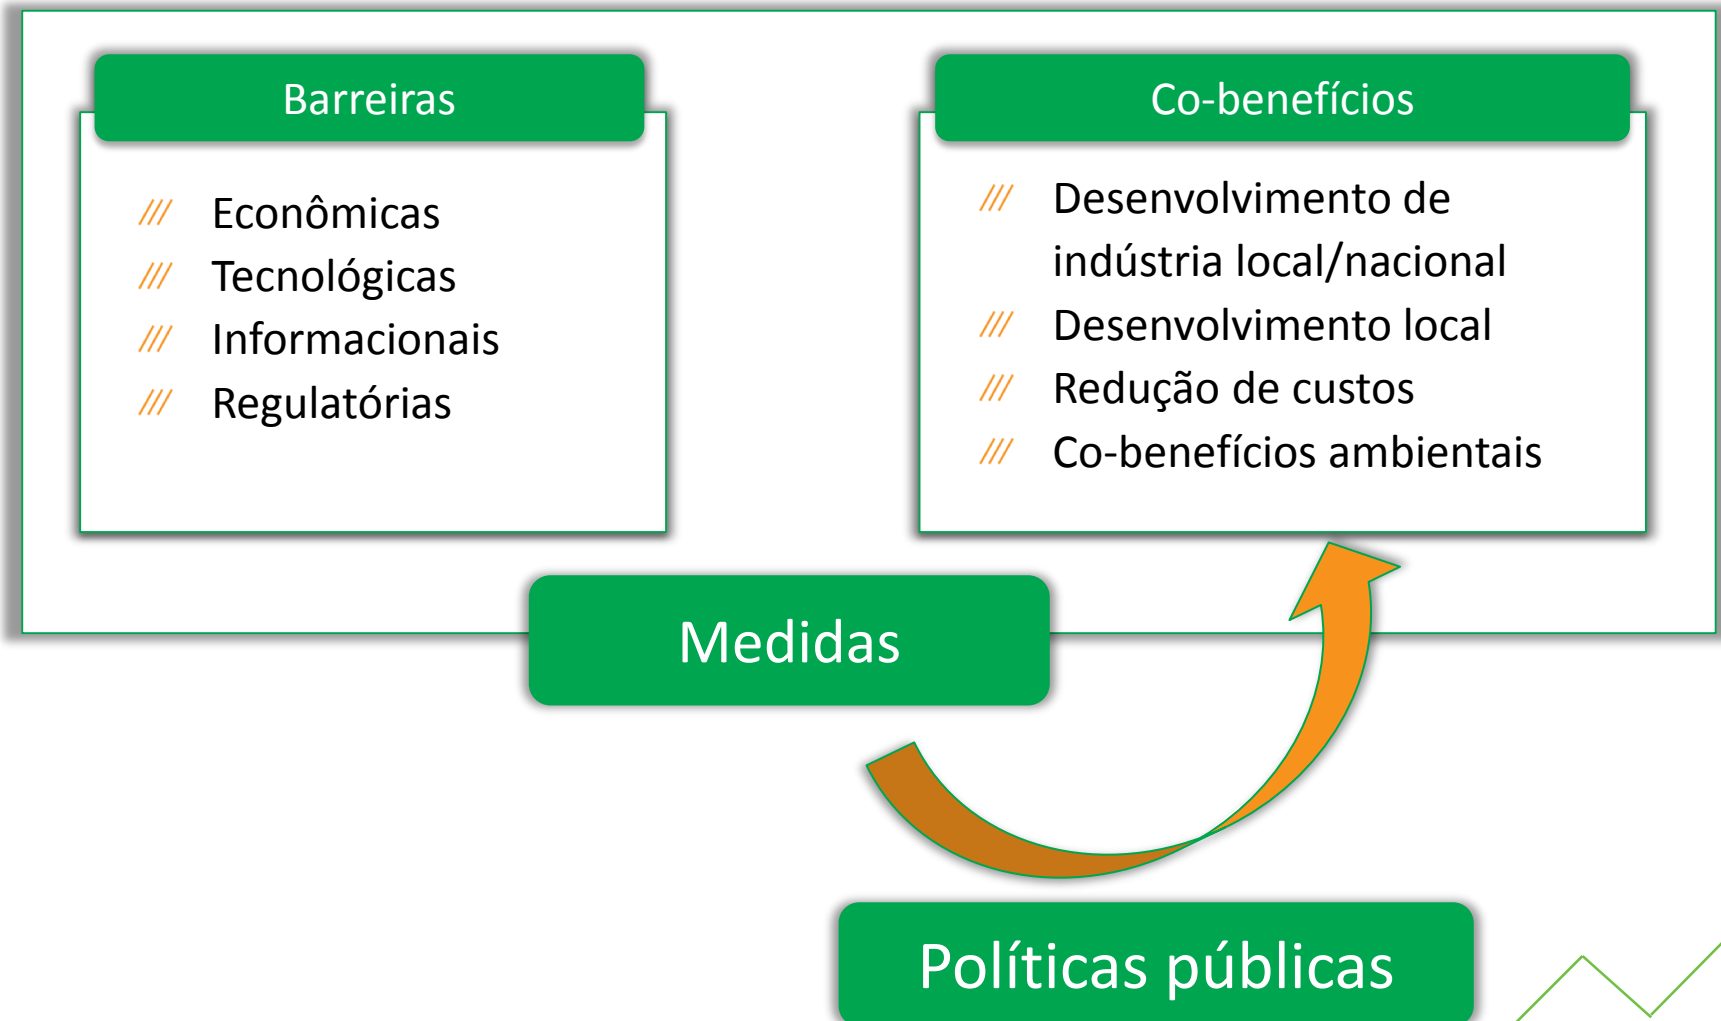 Barreiras
Econômicas
Tecnológicas
Informacionais
Regulatórias
Co-benefícios
Desenvolvimento de
indústria local/nacional
Desenvolvimento local
Redução de custos
Co-benefícios ambientais
Medidas
Políticas públicas